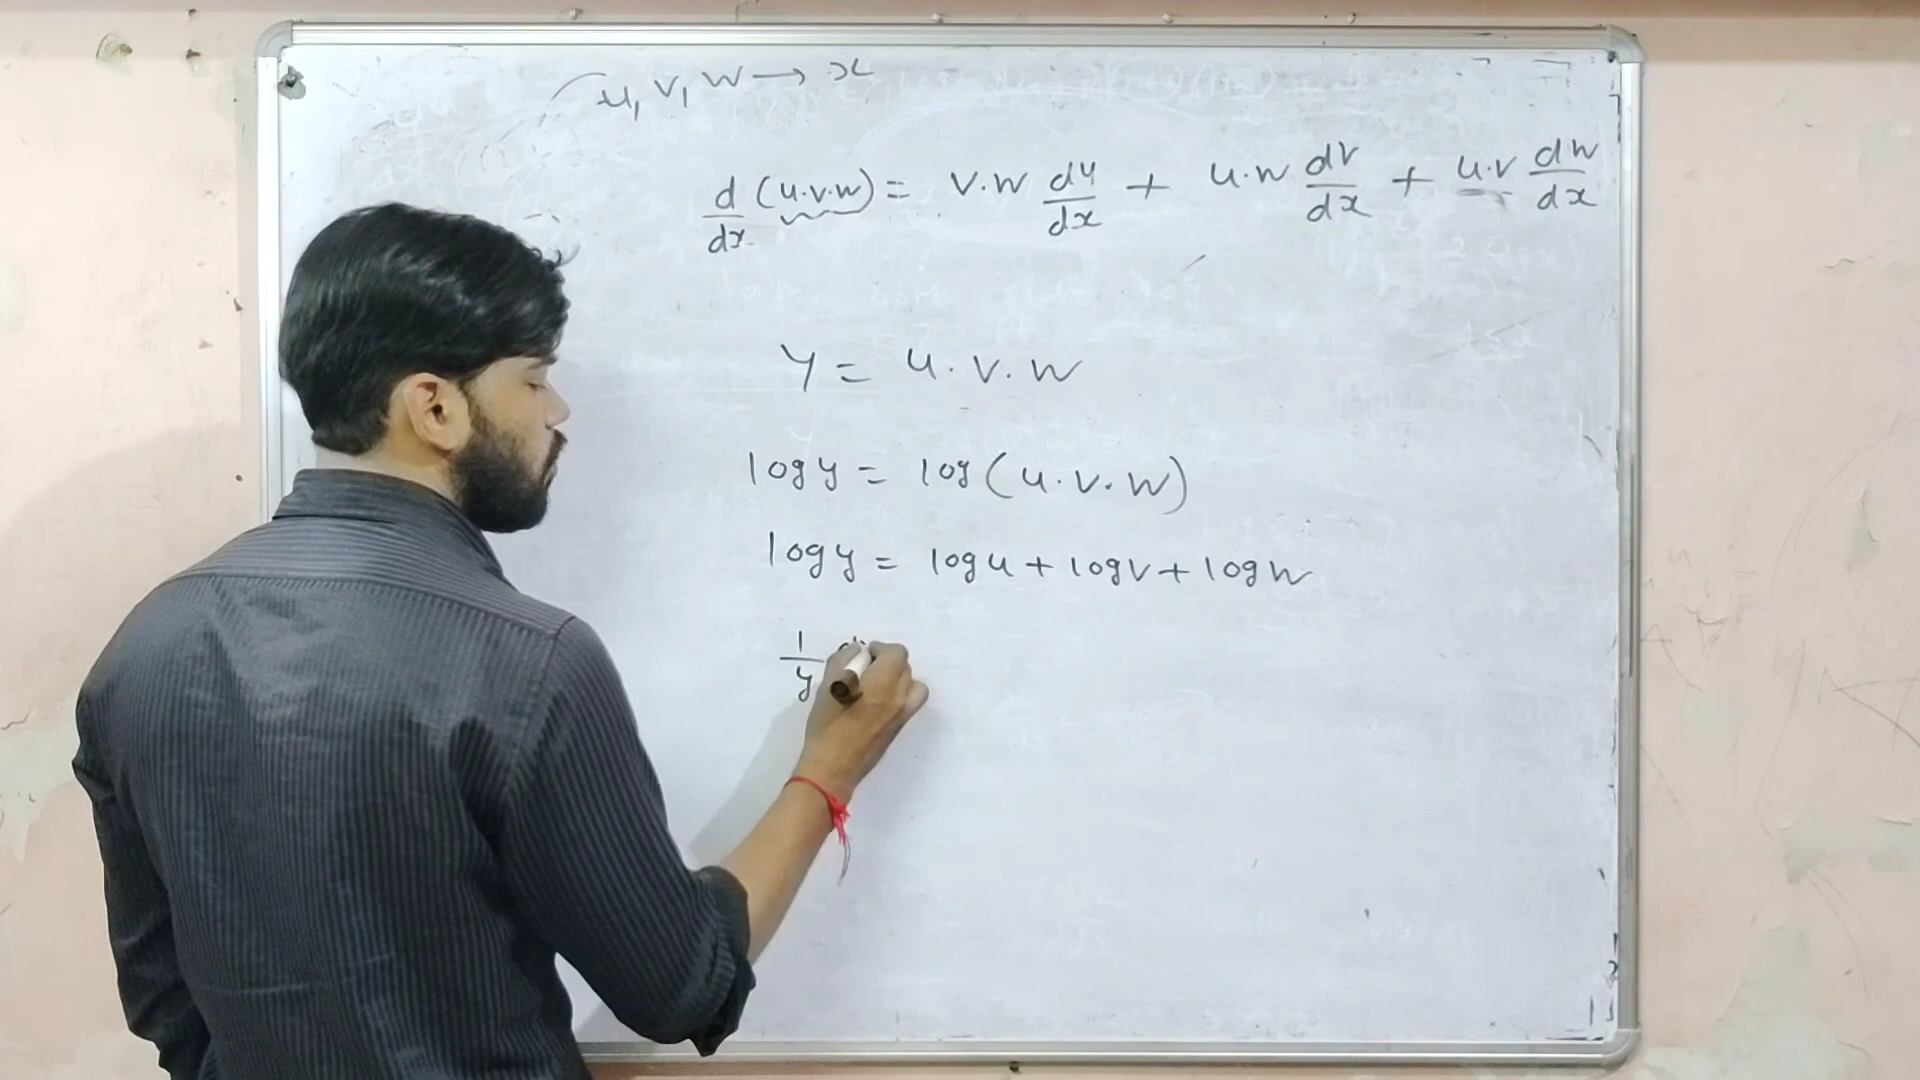 u, v, w → x
d/dx (u.v.w) = v.w du/dx + u.w dv/dx + u.v dw/dx
y = u.v.w
log y = log (u.v.w)
log y = log u + log v + log w
1/y